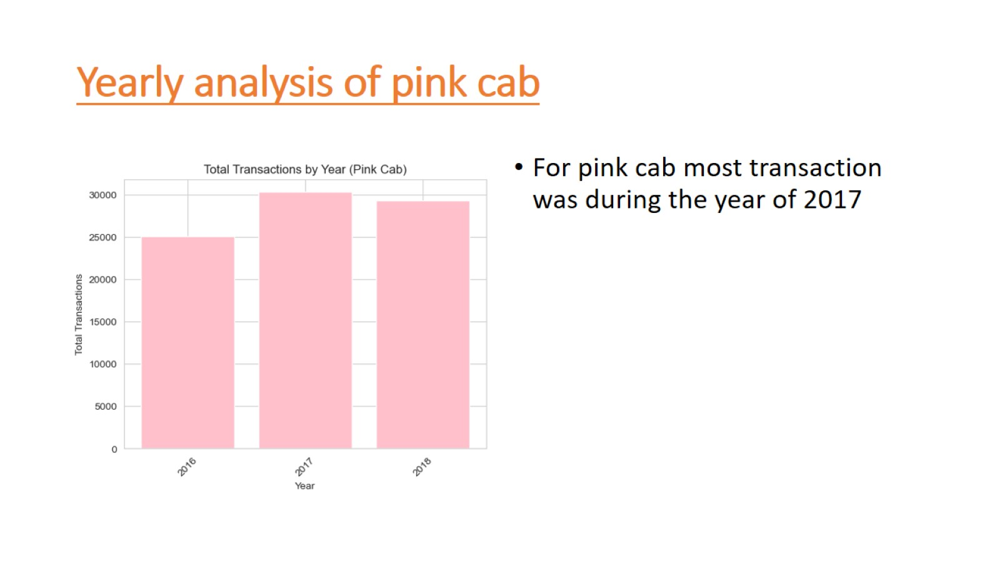 Yearly analysis of pink cab
Total Transactions by Year (Pink Cab)
30000
25000
20000
15000
10000
5000
0
Total Transactions
2016
2017
2018
Year
• For pink cab most transaction
was during the year of 2017